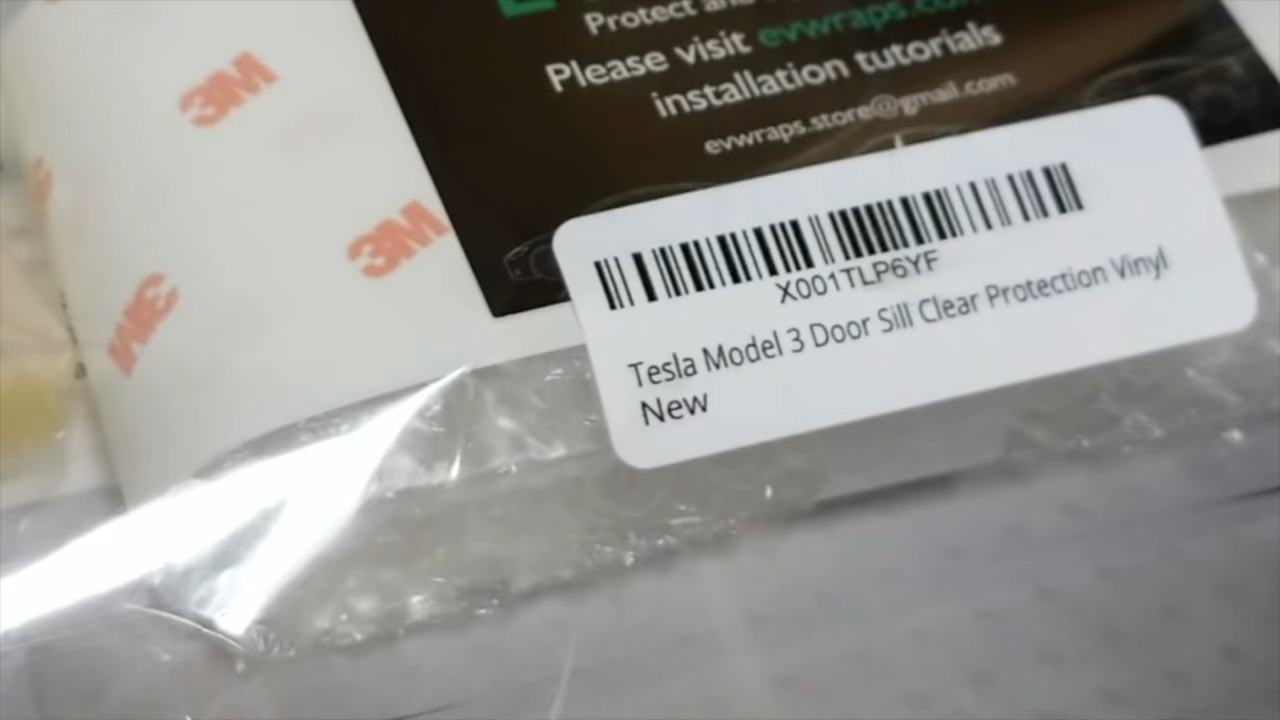 Protect and
Please visit evwraps.com
installation tutorials
evwraps.store@gmail.com
3M
3M
3M
X001TLP6YF
Tesla Model 3 Door Sill Clear Protection Vinyl
New